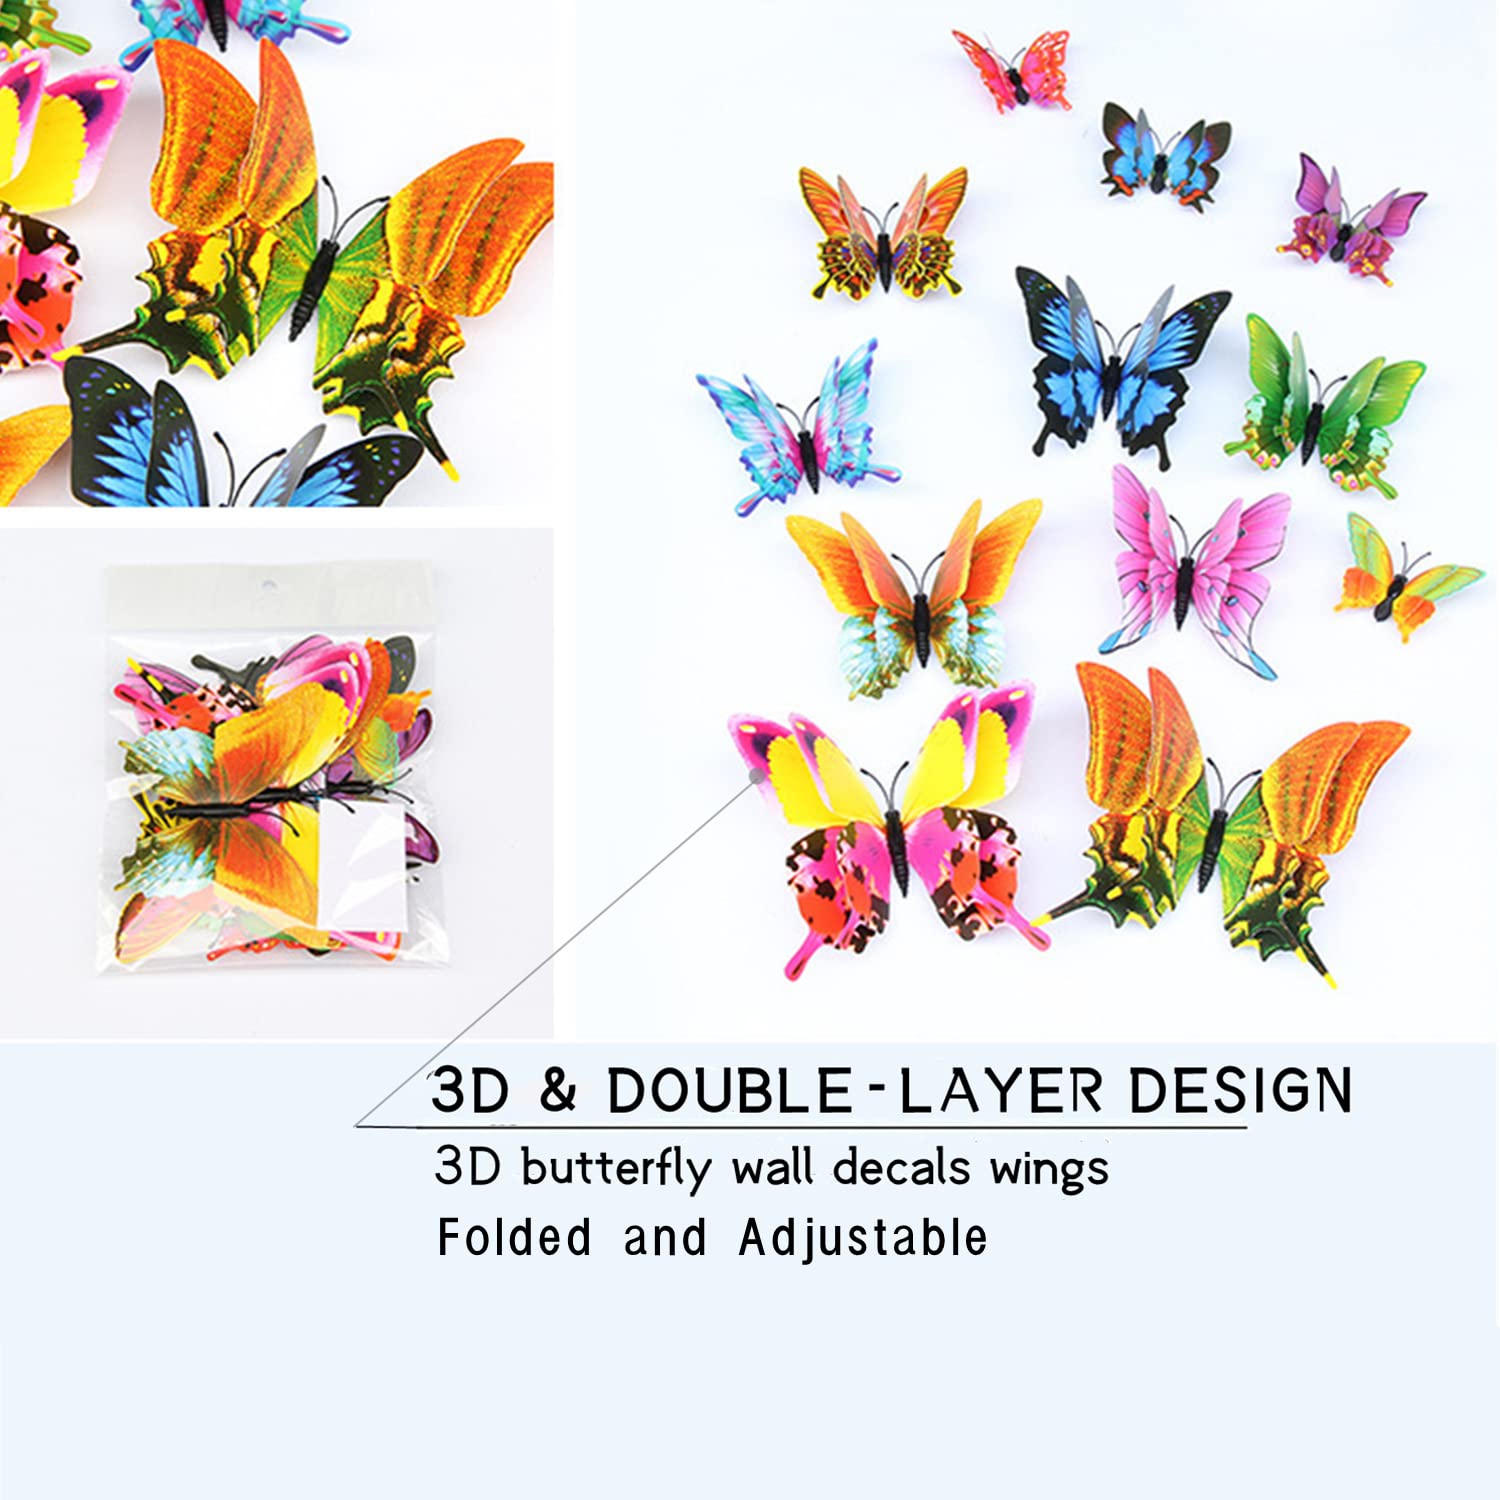 3D & DOUBLE-LAYER DESIGN
3D butterfly wall decals wings
Folded and Adjustable